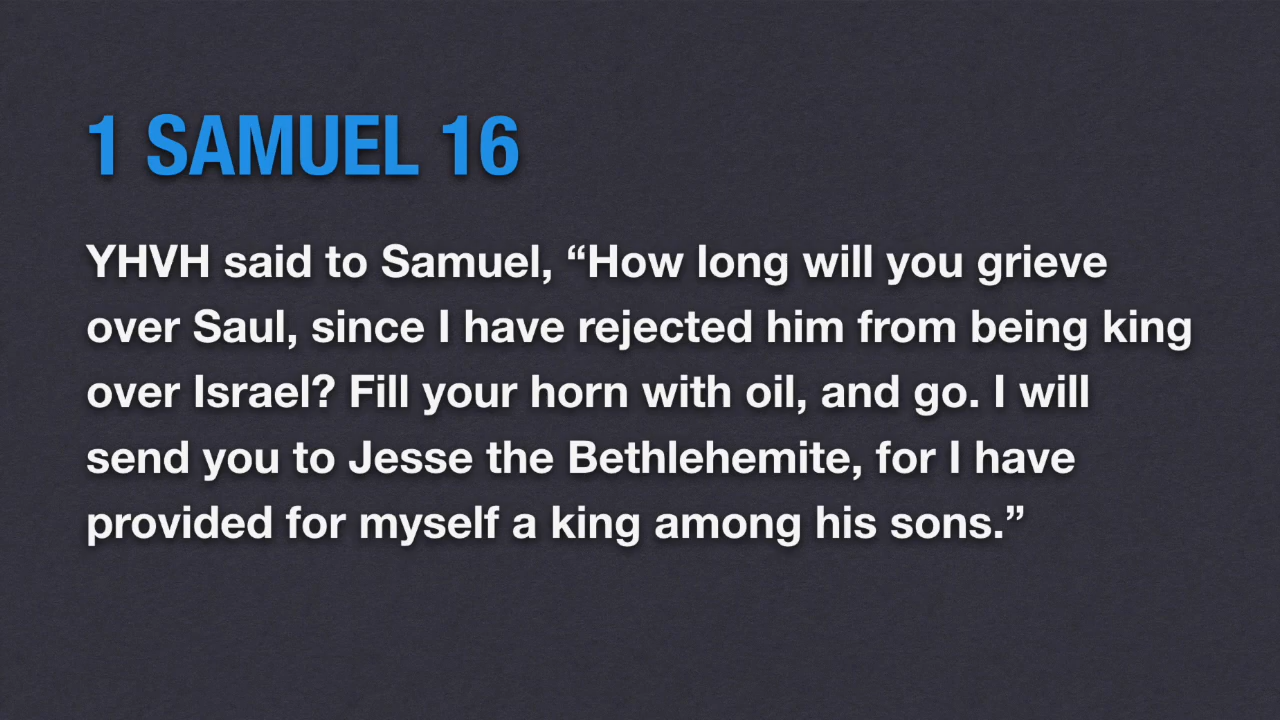 1 SAMUEL 16
YHVH said to Samuel, “How long will you grieve
over Saul, since I have rejected him from being king
over Israel? Fill your horn with oil, and go. I will
send you to Jesse the Bethlehemite, for I have
provided for myself a king among his sons.”